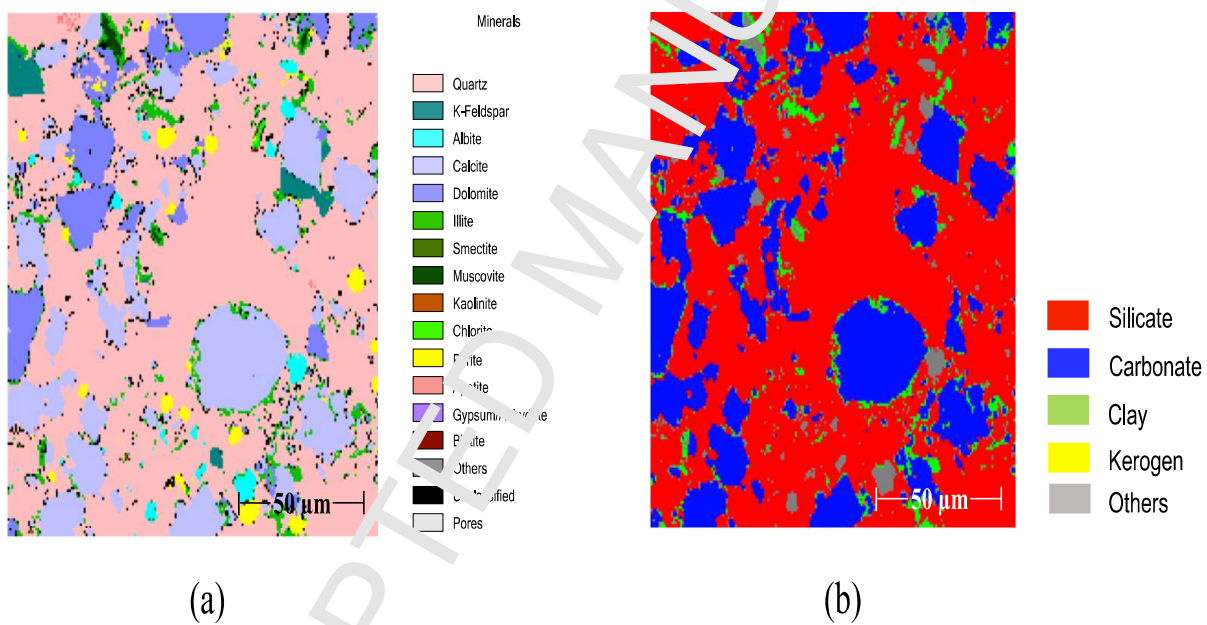 Minerals
Quartz
K-Feldspar
Albite
Calcite
Dolomite
Illite
Smectite
Muscovite
Kaolinite
Chlorite
Others
Pores
50 µm
(a)
Silicate
Carbonate
Clay
Kerogen
Others
50 µm
(b)